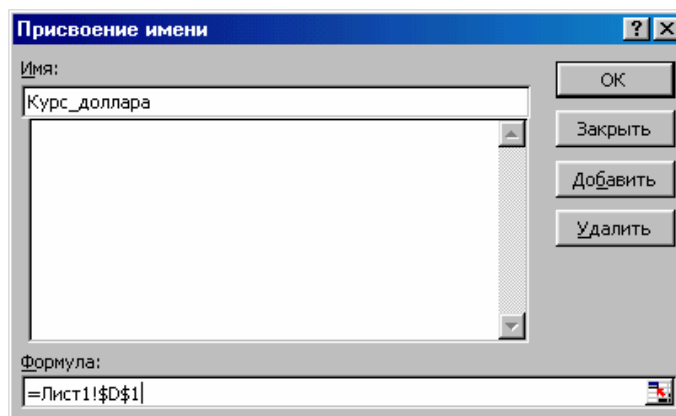 Присвоение имени
Имя:
Курс_доллара
ОК
Закрыть
Добавить
Удалить
Формула:
=Лист1!$D$1